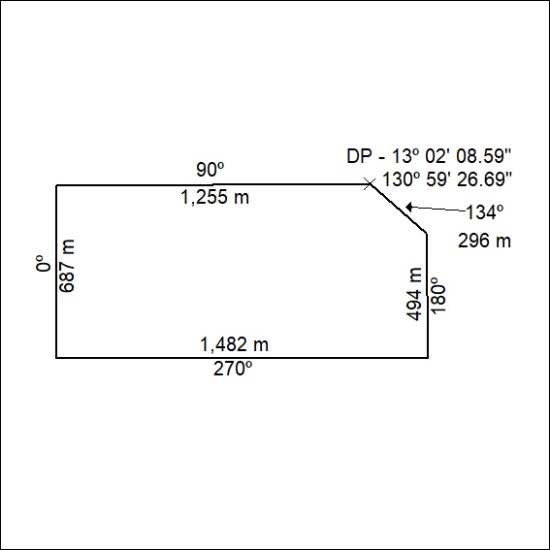 DP - 13º 02' 08.59"
130º 59' 26.69"
90º
1,255 m
134º
296 m
0º
687 m
494 m
180º
1,482 m
270º